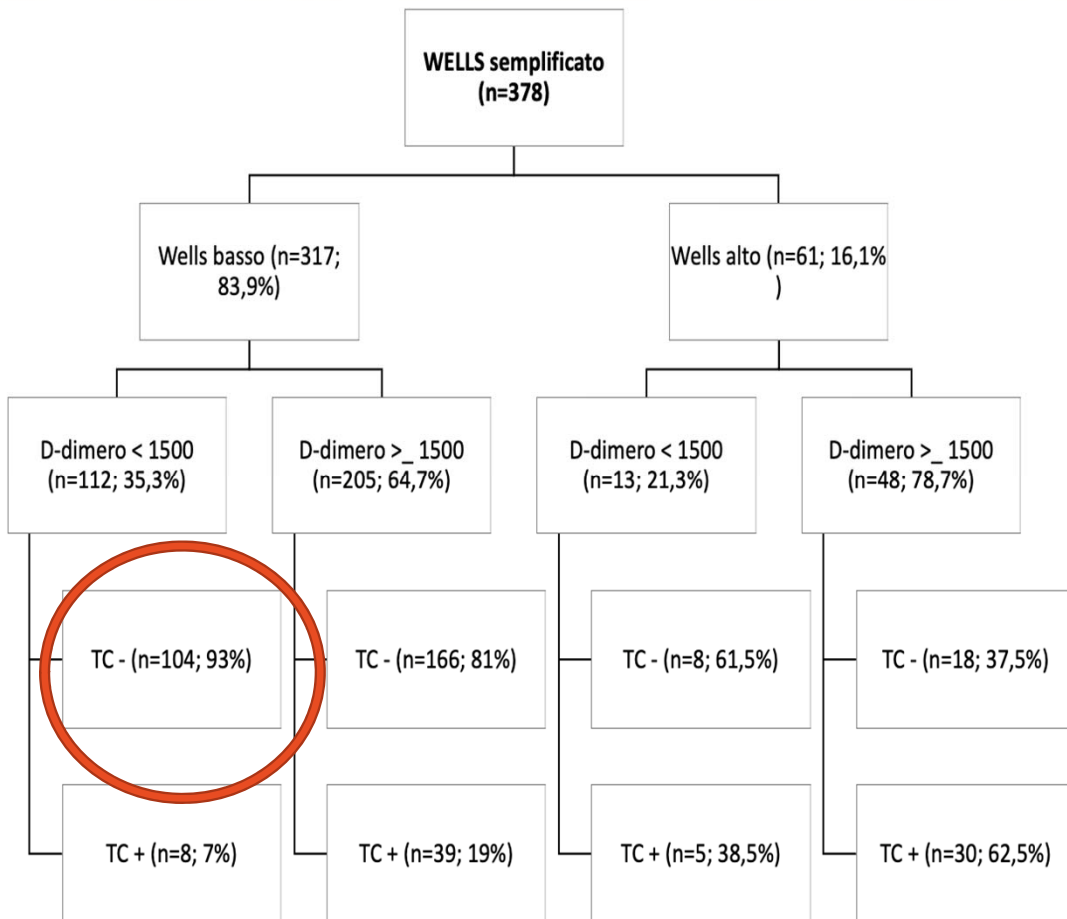 WELLS semplificato
(n=378)
Wells basso (n=317;
83,9%)
Wells alto (n=61; 16,1%
)
D-dimero < 1500
(n=112; 35,3%)
D-dimero >_ 1500
(n=205; 64,7%)
D-dimero < 1500
(n=13; 21,3%)
D-dimero >_ 1500
(n=48; 78,7%)
TC - (n=104; 93%)
TC - (n=166; 81%)
TC - (n=8; 61,5%)
TC - (n=18; 37,5%)
TC + (n=8; 7%)
TC + (n=39; 19%)
TC + (n=5; 38,5%)
TC + (n=30; 62,5%)